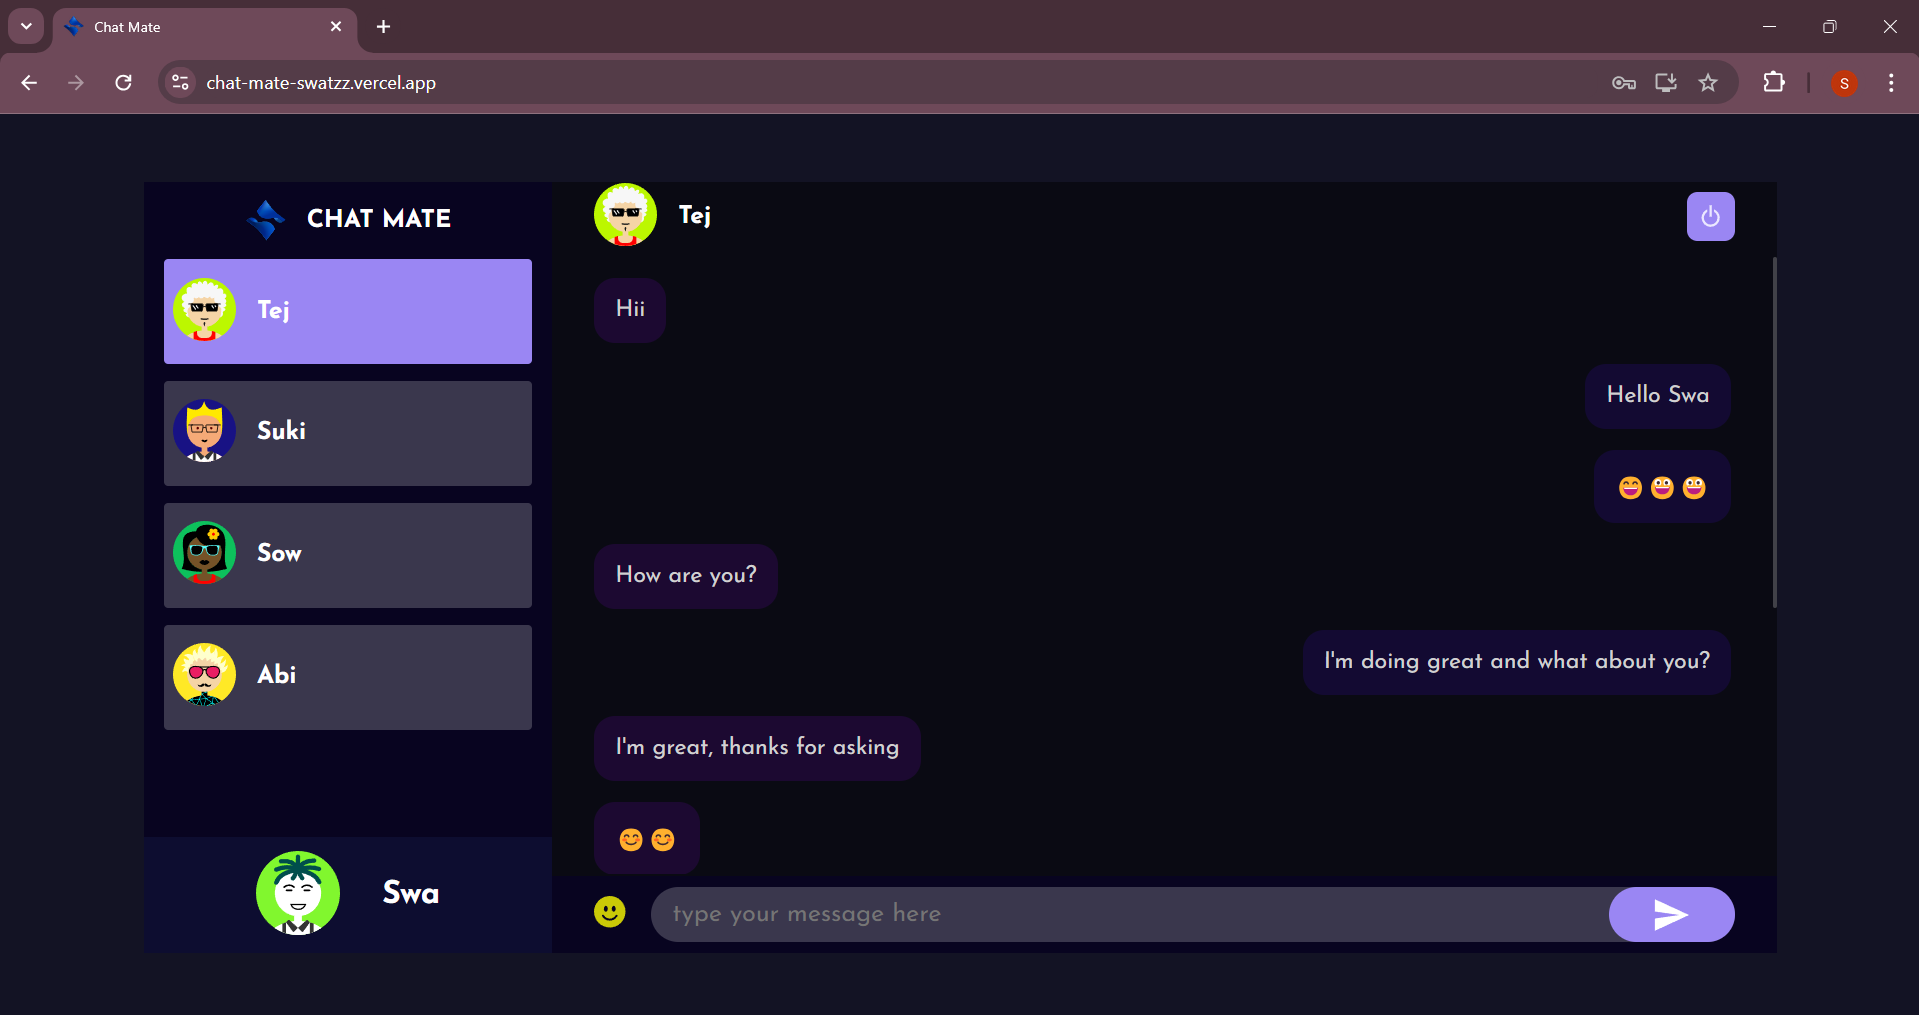 Chat Mate
chat-mate-swatzz.vercel.app
S
CHAT MATE
Tej
Suki
Sow
Abi
Swa
Tej
Hii
Hello Swa
😄😃😃
How are you?
I'm doing great and what about you?
I'm great, thanks for asking
😊😊
type your message here